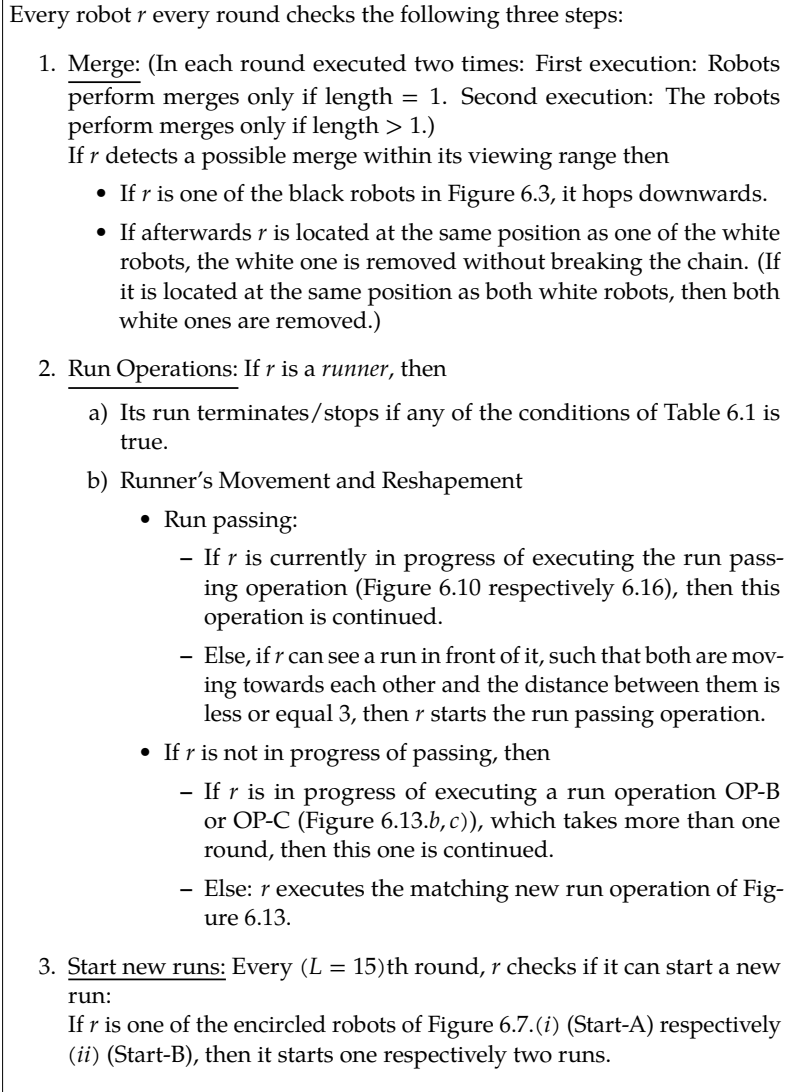 Every robot r every round checks the following three steps:
1. Merge: (In each round executed two times: First execution: Robots
perform merges only if length = 1. Second execution: The robots
perform merges only if length > 1.)
If r detects a possible merge within its viewing range then
• If r is one of the black robots in Figure 6.3, it hops downwards.
• If afterwards r is located at the same position as one of the white
robots, the white one is removed without breaking the chain. (If
it is located at the same position as both white robots, then both
white ones are removed.)
2. Run Operations: If r is a runner, then
a) Its run terminates/stops if any of the conditions of Table 6.1 is
true.
b) Runner's Movement and Reshapement
• Run passing:
– If r is currently in progress of executing the run pass-
ing operation (Figure 6.10 respectively 6.16), then this
operation is continued.
– Else, if r can see a run in front of it, such that both are mov-
ing towards each other and the distance between them is
less or equal 3, then r starts the run passing operation.
• If r is not in progress of passing, then
– If r is in progress of executing a run operation OP-B
or OP-C (Figure 6.13.b, c)), which takes more than one
round, then this one is continued.
– Else: r executes the matching new run operation of Fig-
ure 6.13.
3. Start new runs: Every (L = 15)th round, r checks if it can start a new
run:
If r is one of the encircled robots of Figure 6.7.(i) (Start-A) respectively
(ii) (Start-B), then it starts one respectively two runs.